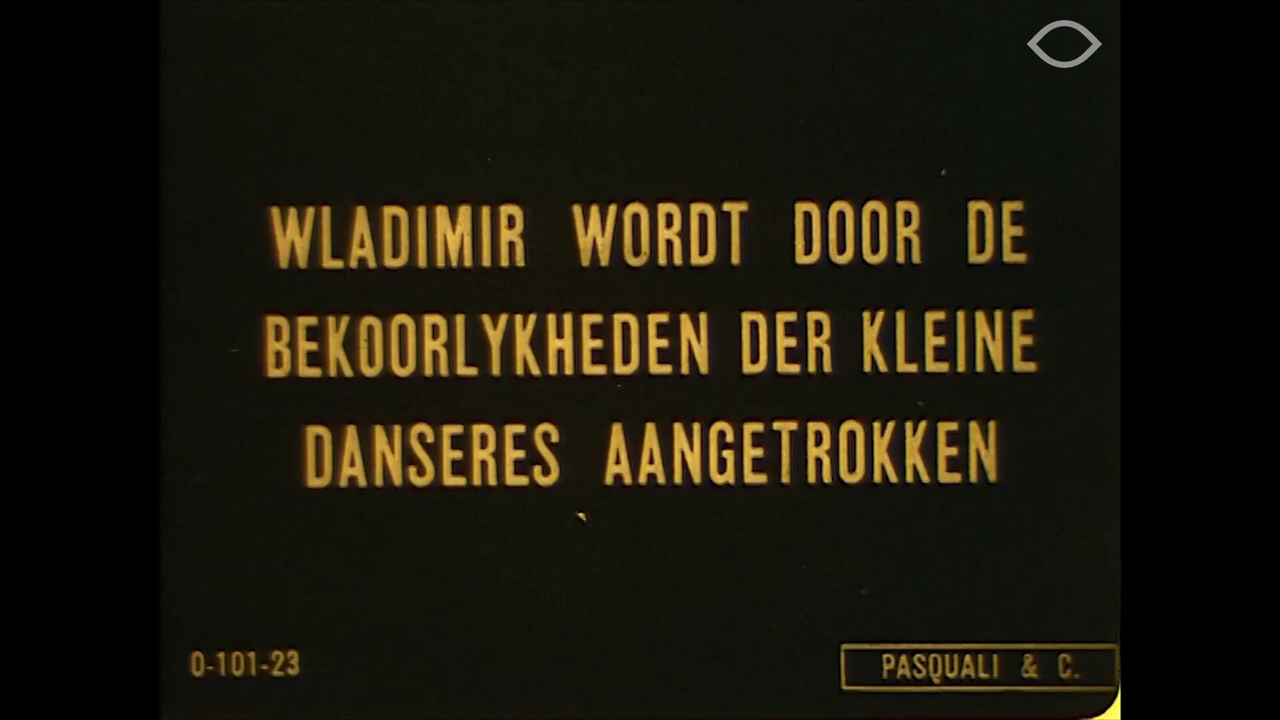 WLADIMIR WORDT DOOR DE
BEKOORLYKHEDEN DER KLEINE
DANSERES AANGETROKKEN
0-101-23
PASQUALI & C.